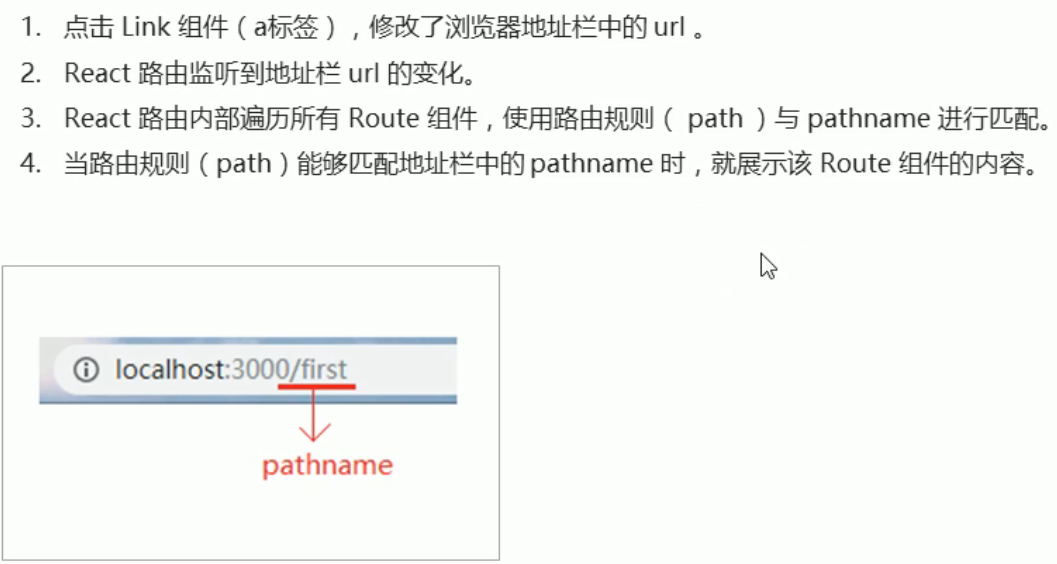 1. 点击 Link 组件（a标签），修改了浏览器地址栏中的 url 。
2. React 路由监听到地址栏 url 的变化。
3. React 路由内部遍历所有 Route 组件，使用路由规则（ path ）与 pathname 进行匹配。
4. 当路由规则（path）能够匹配地址栏中的 pathname 时，就展示该 Route 组件的内容。
localhost:3000/first
pathname